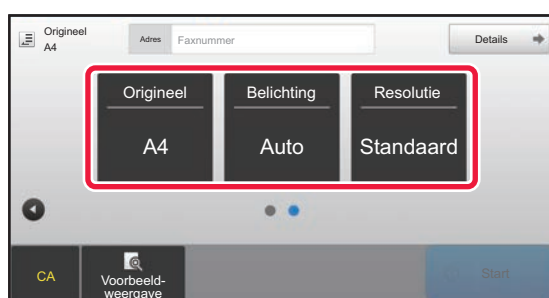 Origineel
A4
Adres Faxnummer
Details
Origineel Belichting Resolutie
A4 Auto Standaard
CA
Voorbeeld-
weergave
Start